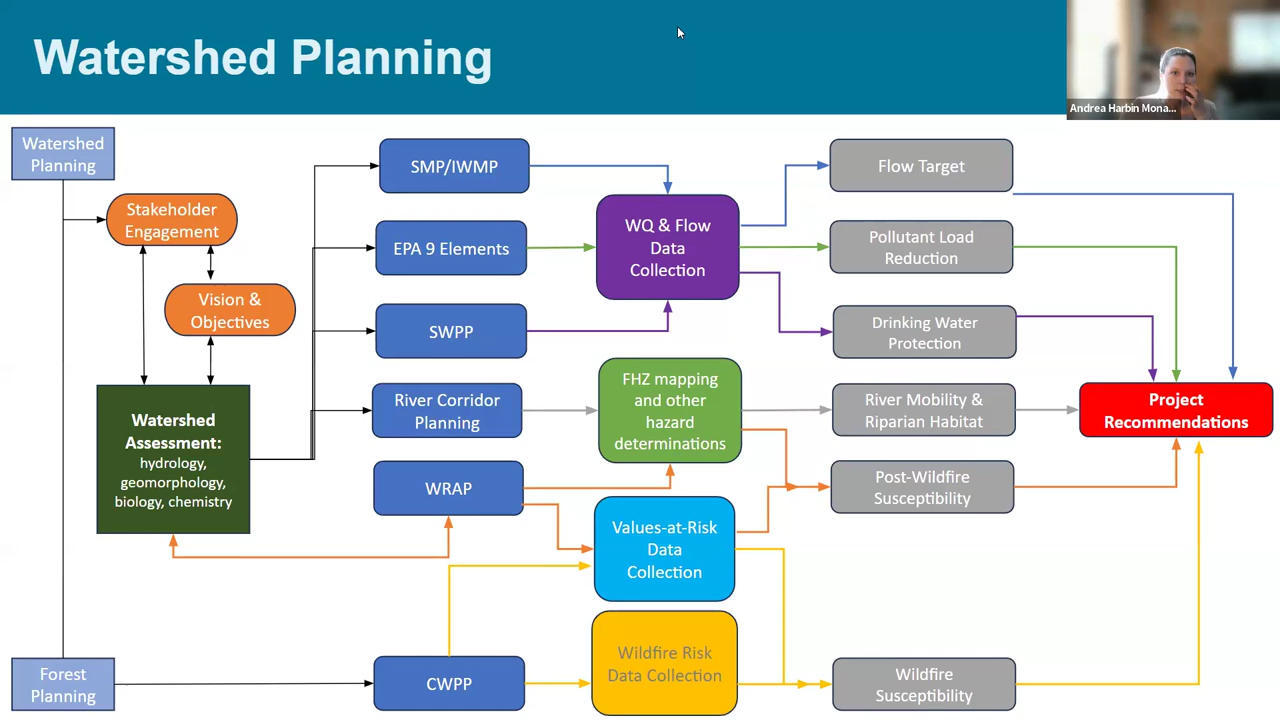 Watershed Planning
Andrea Harbin Mona...
Watershed
Planning
Stakeholder
Engagement
Vision &
Objectives
Watershed
Assessment:
hydrology,
geomorphology,
biology, chemistry
Forest
Planning
SMP/IWMP
EPA 9 Elements
SWPP
River Corridor
Planning
WRAP
CWPP
WQ & Flow
Data
Collection
FHZ mapping
and other
hazard
determinations
Values-at-Risk
Data
Collection
Wildfire Risk
Data Collection
Flow Target
Pollutant Load
Reduction
Drinking Water
Protection
River Mobility &
Riparian Habitat
Post-Wildfire
Susceptibility
Wildfire
Susceptibility
Project
Recommendations